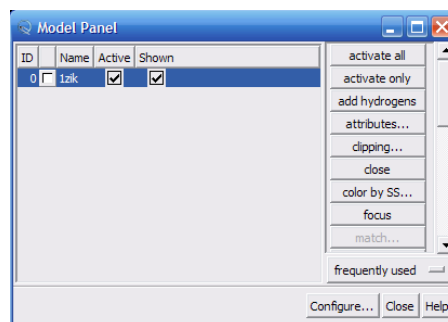 Model Panel
ID Name Active Shown
0 1zik
activate all
activate only
add hydrogens
attributes...
clipping...
close
color by SS...
focus
match...
frequently used
Configure... Close Help